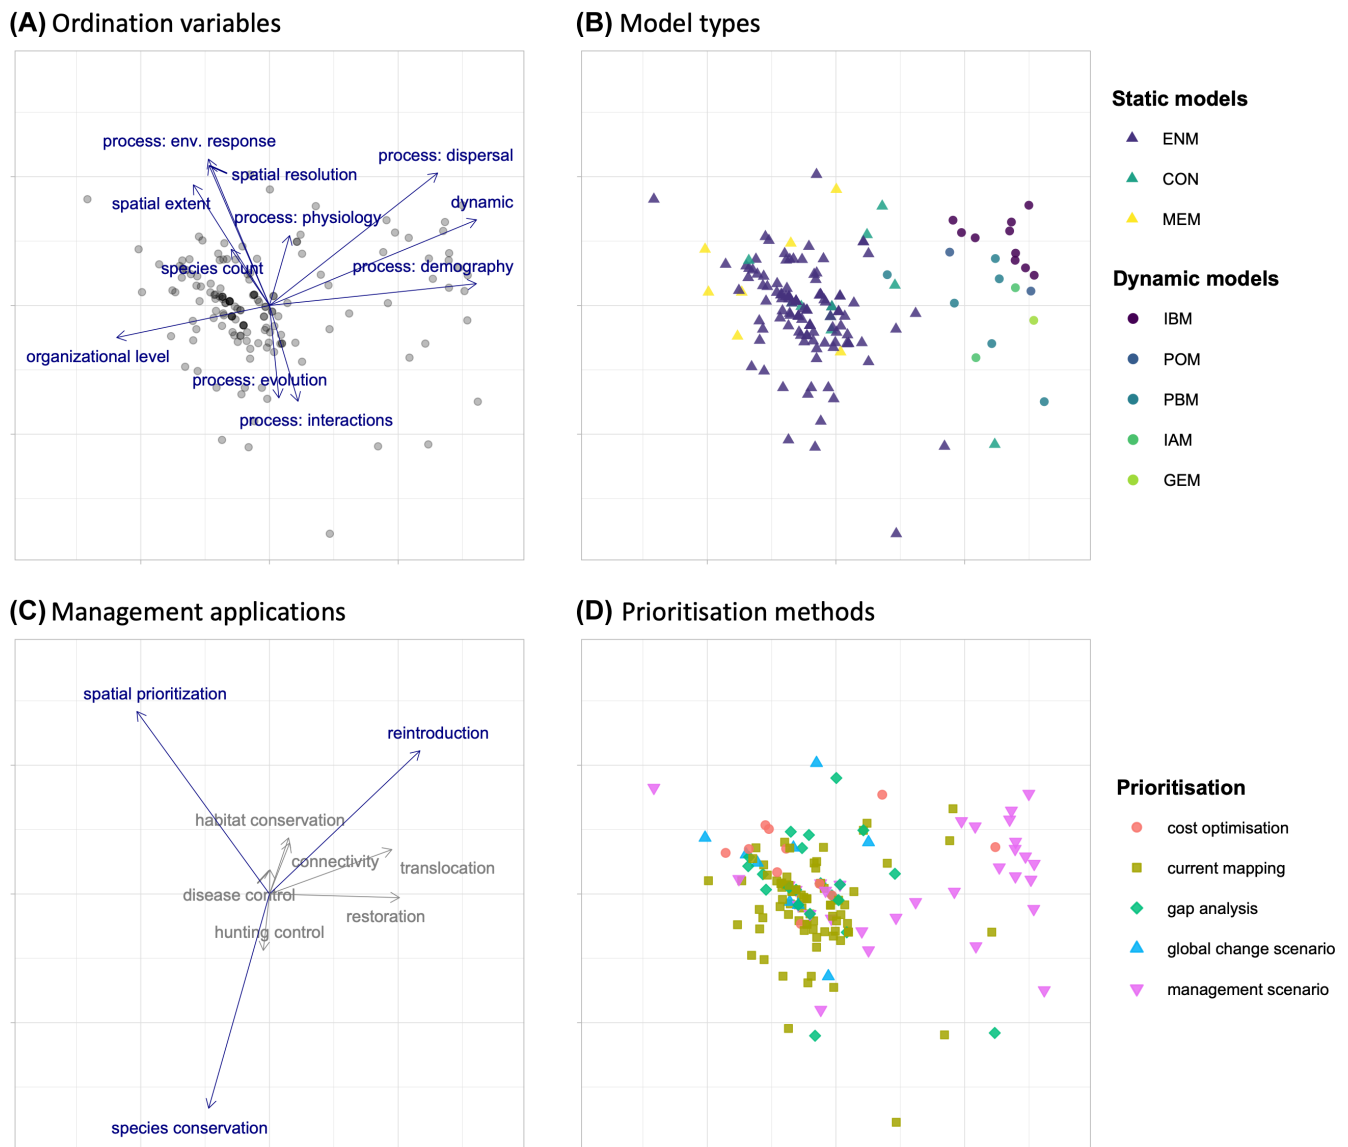 (A) Ordination variables
process: env. response
spatial resolution
process: dispersal
spatial extent
dynamic
process: physiology
species count
process: demography
organizational level
process: evolution
process: interactions
(B) Model types
Static models
ENM
CON
MEM
Dynamic models
IBM
POM
PBM
IAM
GEM
(C) Management applications
spatial prioritization
reintroduction
habitat conservation
connectivity
translocation
disease control
restoration
hunting control
species conservation
(D) Prioritisation methods
Prioritisation
cost optimisation
current mapping
gap analysis
global change scenario
management scenario